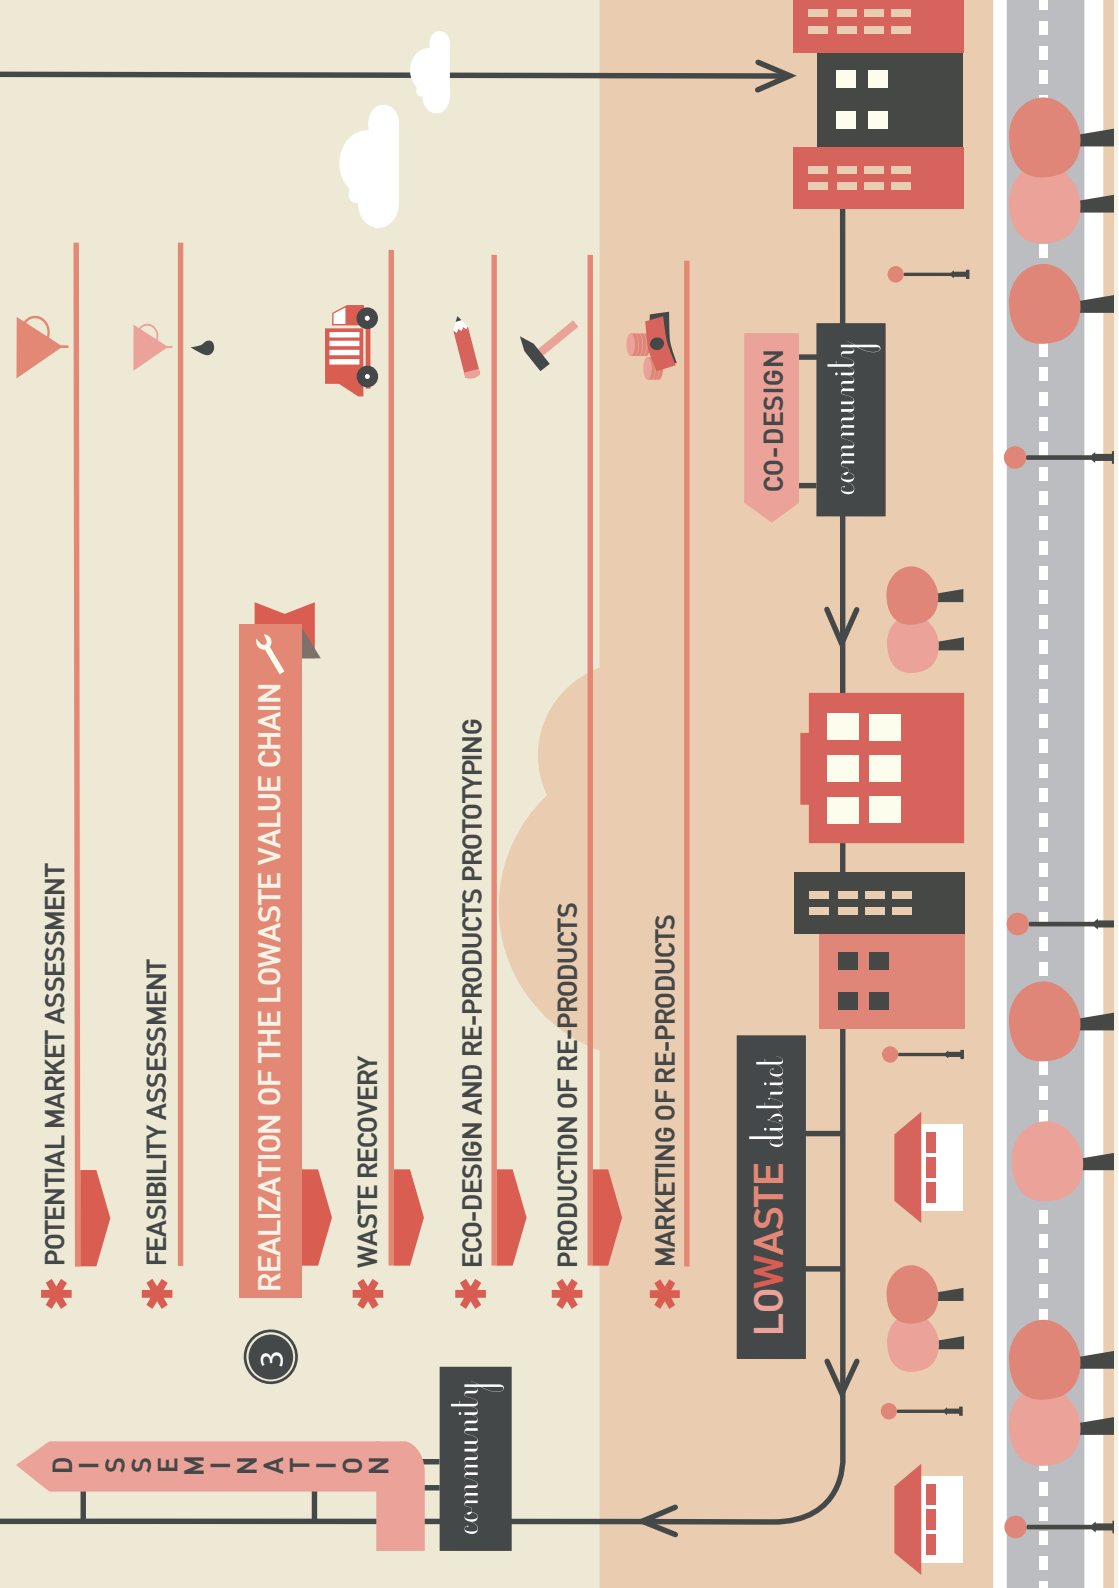 POTENTIAL MARKET ASSESSMENT
FEASIBILITY ASSESSMENT
3
REALIZATION OF THE LOWASTE VALUE CHAIN
WASTE RECOVERY
ECO-DESIGN AND RE-PRODUCTS PROTOTYPING
PRODUCTION OF RE-PRODUCTS
MARKETING OF RE-PRODUCTS
DISSEMINATION
community
LOWASTE district
CO-DESIGN
community